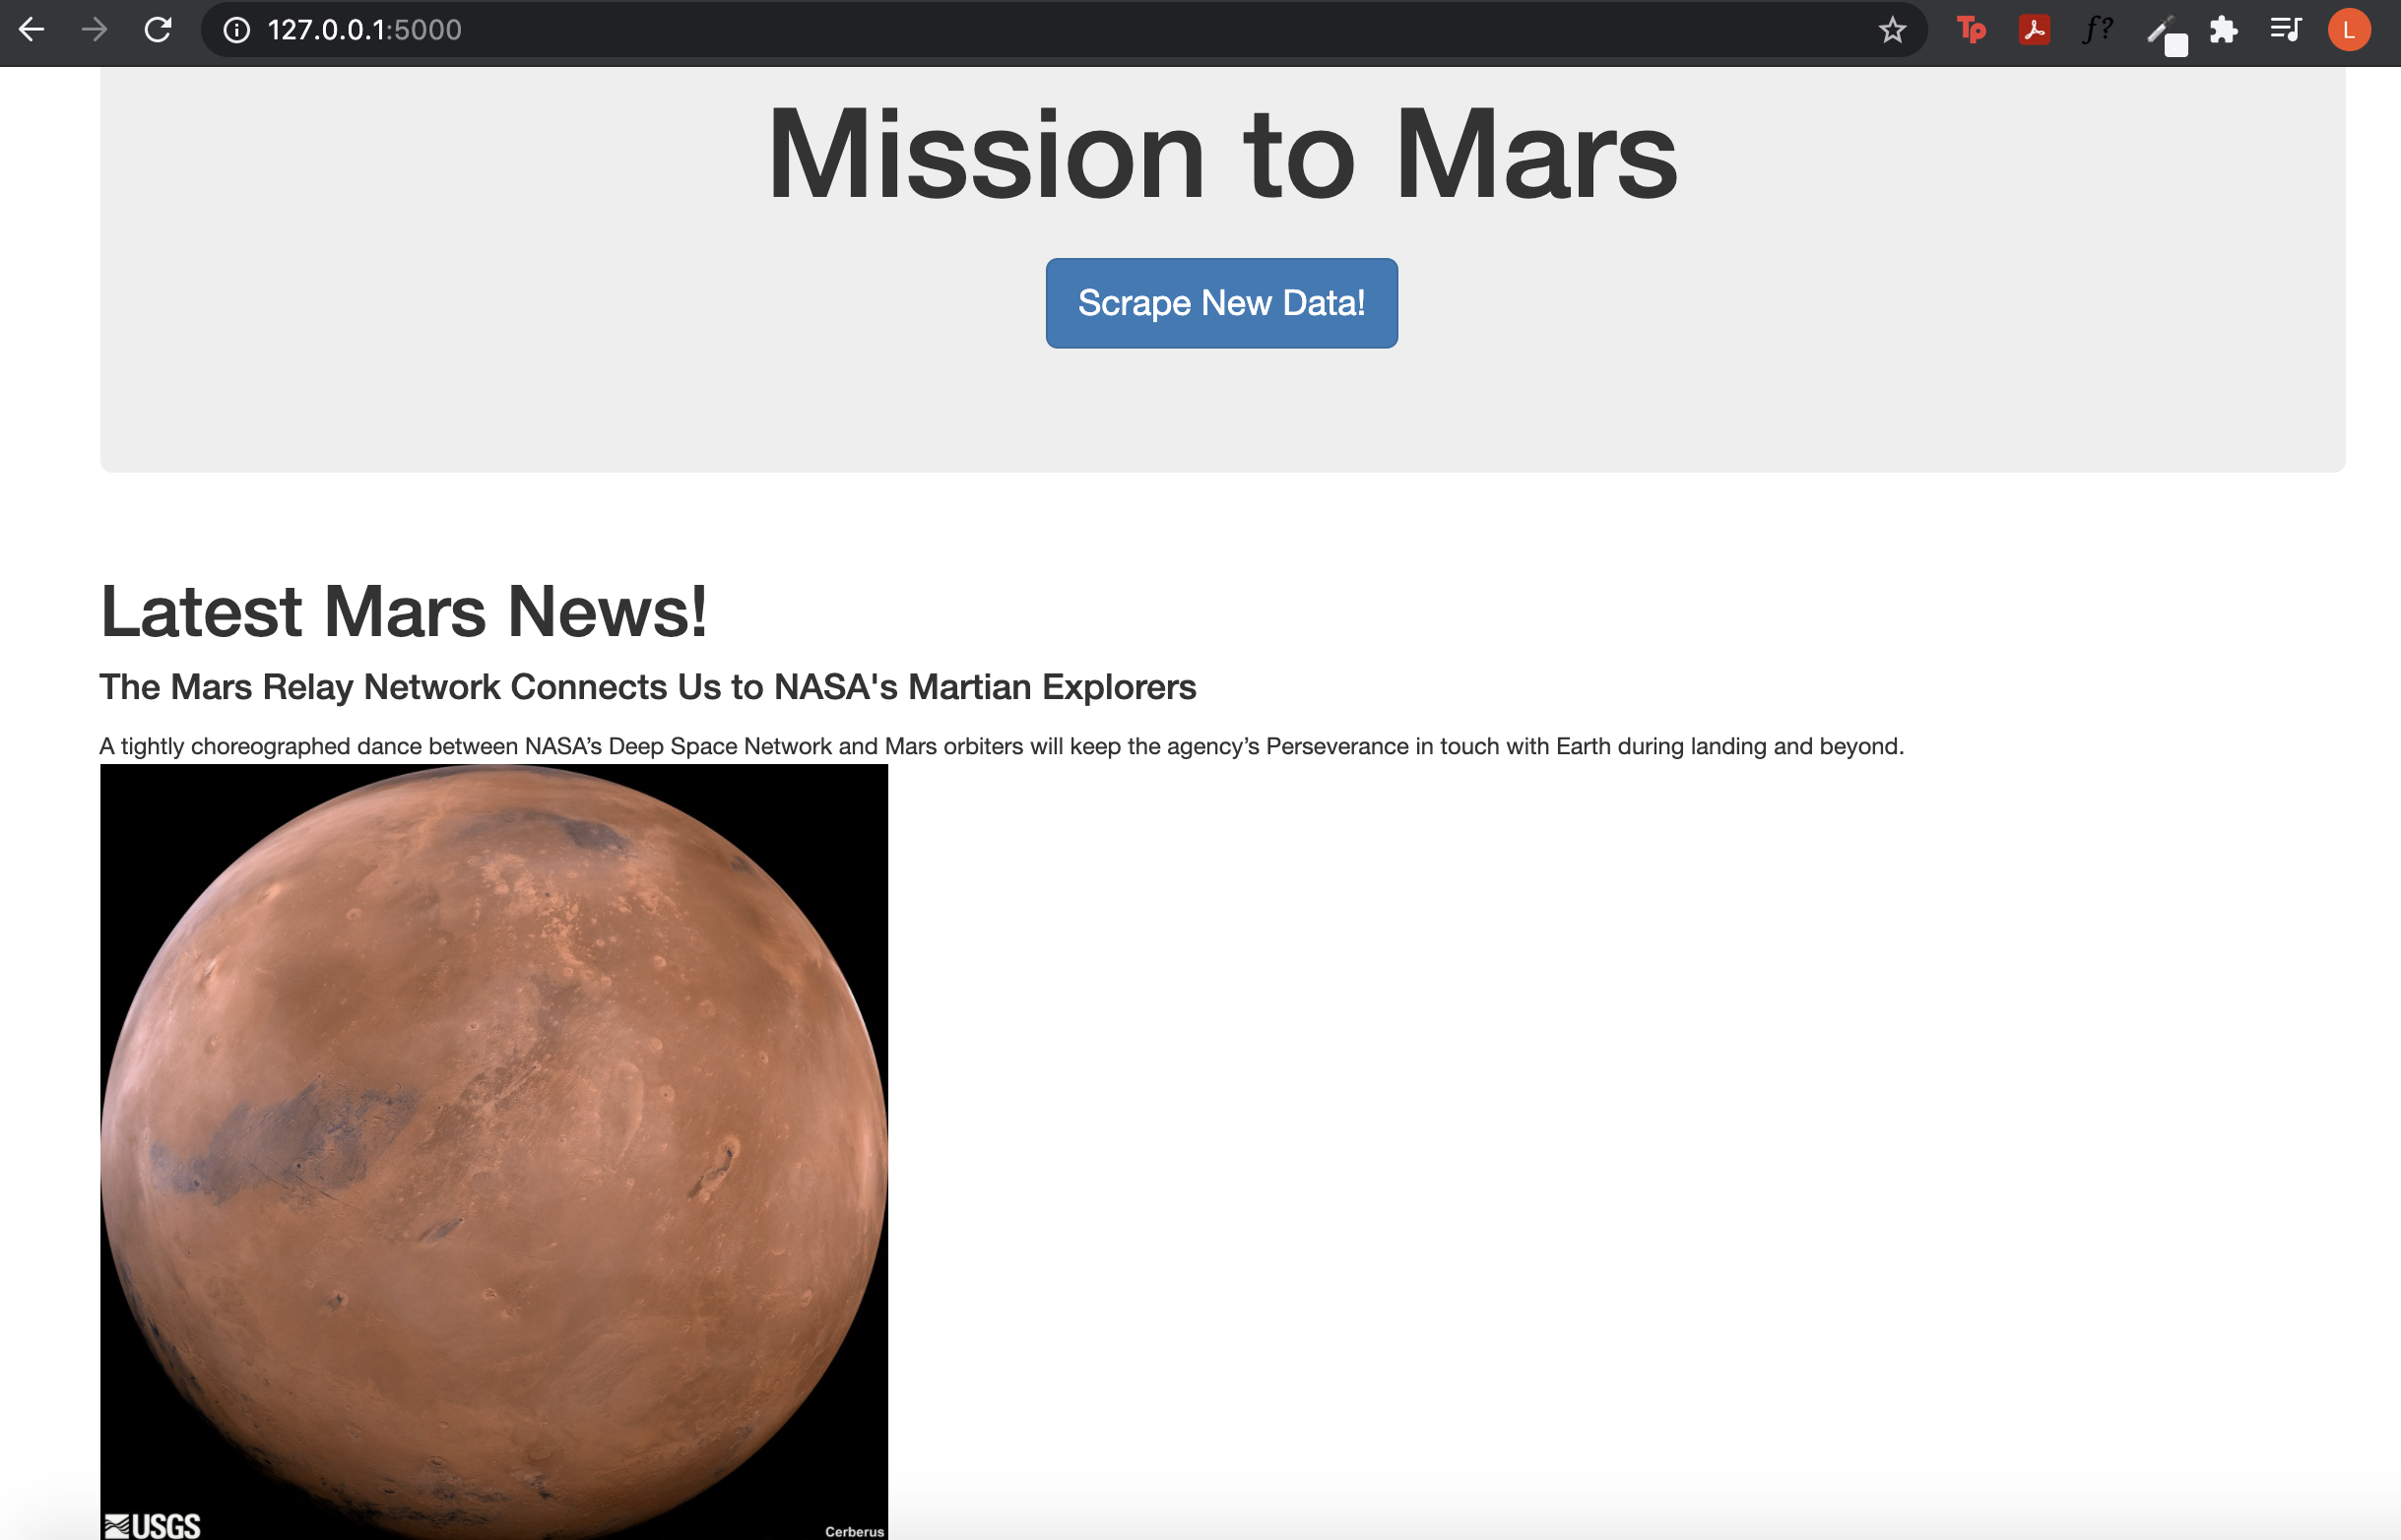 127.0.0.1:5000
Tp
f?
L
Mission to Mars
Scrape New Data!
Latest Mars News!
The Mars Relay Network Connects Us to NASA's Martian Explorers
A tightly choreographed dance between NASA’s Deep Space Network and Mars orbiters will keep the agency’s Perseverance in touch with Earth during landing and beyond.
USGS
Cerberus